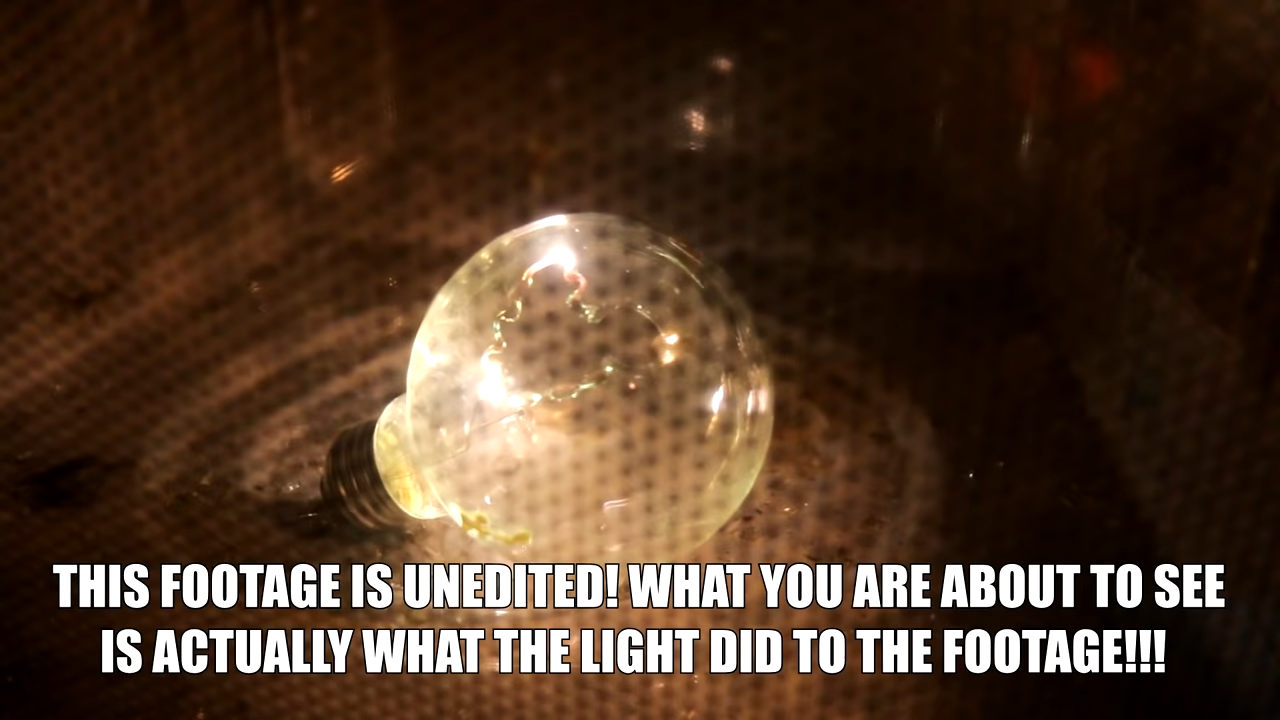 THIS FOOTAGE IS UNEDITED! WHAT YOU ARE ABOUT TO SEE
IS ACTUALLY WHAT THE LIGHT DID TO THE FOOTAGE!!!